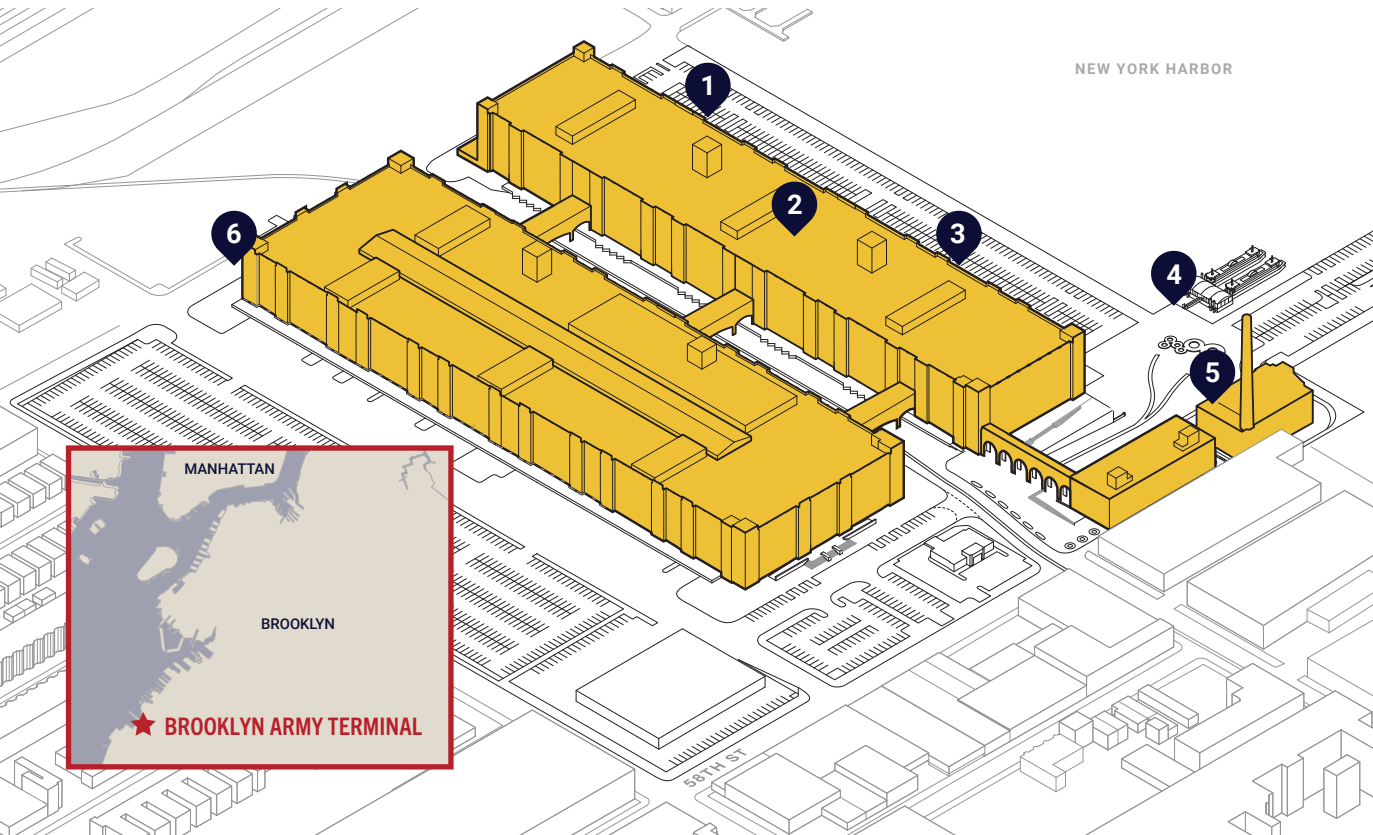 NEW YORK HARBOR
1
2
3
4
5
6
MANHATTAN
BROOKLYN
BROOKLYN ARMY TERMINAL
58TH ST